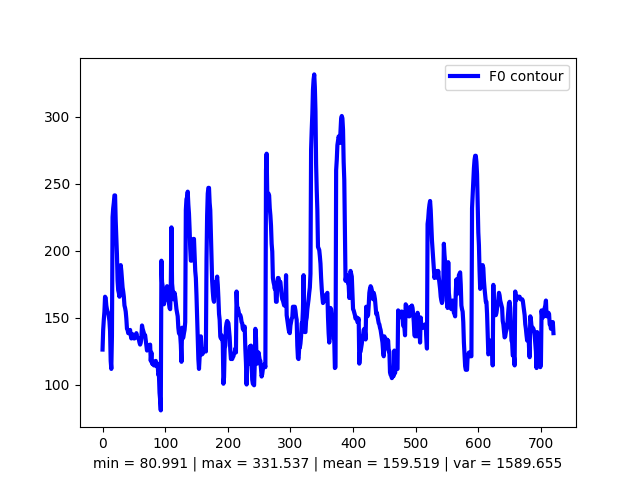 F0 contour
300
250
200
150
100
0 100 200 300 400 500 600 700
min = 80.991 | max = 331.537 | mean = 159.519 | var = 1589.655